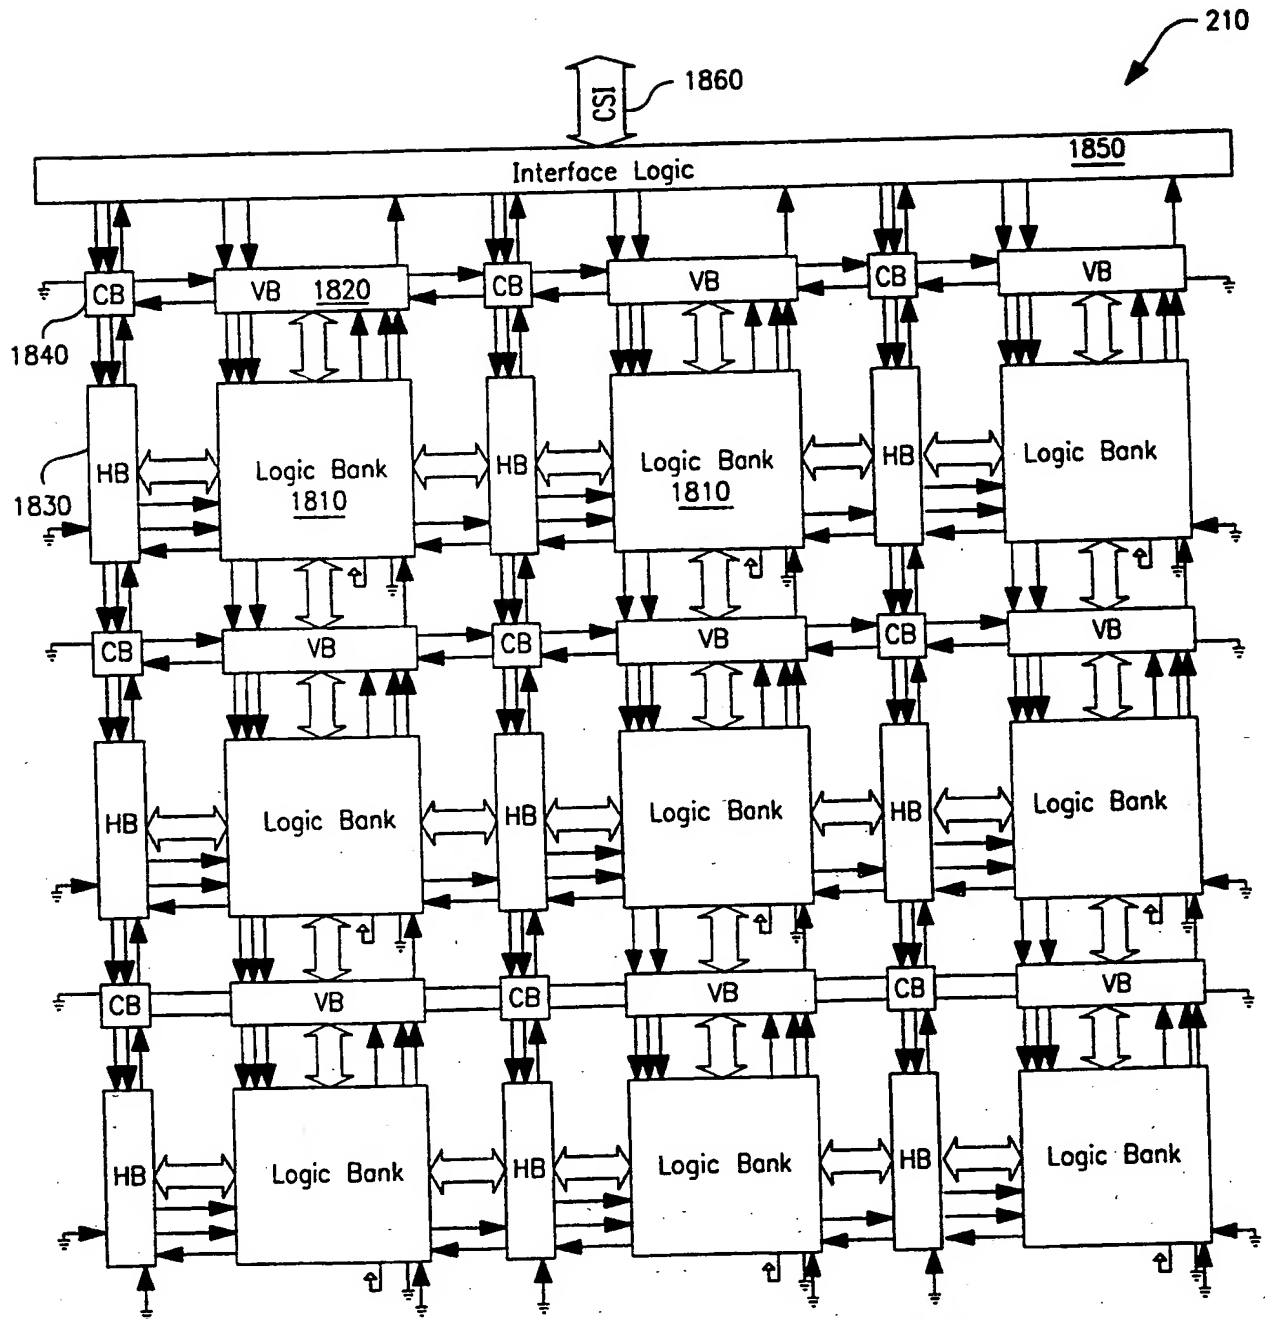 210
CSI
1860
Interface Logic 1850
CB VB 1820 CB VB CB VB
1840
HB Logic Bank 1810 HB Logic Bank 1810 HB Logic Bank
1830
CB VB CB VB CB VB
HB Logic Bank HB Logic Bank HB Logic Bank
CB VB CB VB CB VB
HB Logic Bank HB Logic Bank HB Logic Bank